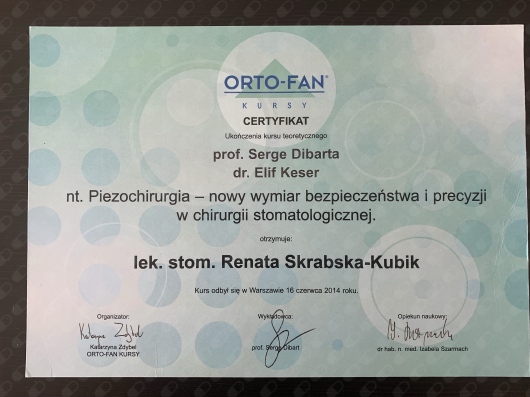 ORTO-FAN®
KURSY
CERTYFIKAT
Ukończenia kursu teoretycznego
prof. Serge Dibarta
dr. Elif Keser
nt. Piezochirurgia – nowy wymiar bezpieczeństwa i precyzji
w chirurgii stomatologicznej.
otrzymuje:
lek. stom. Renata Skrabska-Kubik
Kurs odbył się w Warszawie 16 czerwca 2014 roku.
Organizator:
Wykładowca:
Opiekun naukowy:
Katarzyna Zdybel
Katarzyna Zdybel
ORTO-FAN KURSY
prof. Serge Dibart
dr hab. n. med. Izabela Szarmach